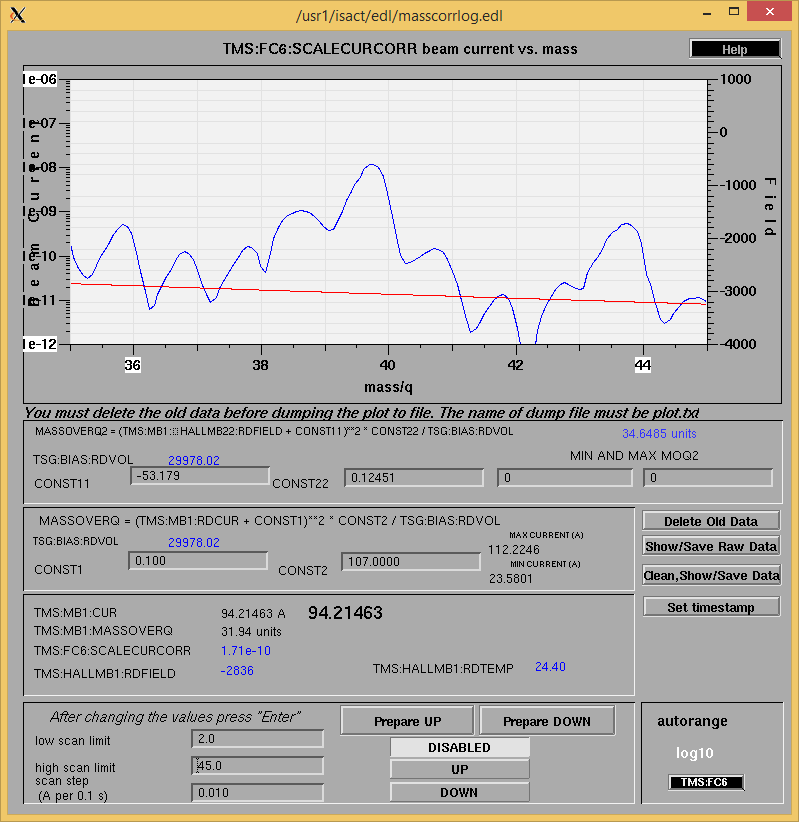 /usr1/isact/edl/masscorrlog.edl
TMS:FC6:SCALECURCORR beam current vs. mass
Help
1e-06
1e-07
1e-08
1e-09
1e-10
1e-11
1e-12
Beam Current
1000
0
-1000
-2000
-3000
-4000
Field
36 38 40 42 44
mass/q
You must delete the old data before dumping the plot to file. The name of dump file must be plot.txt
MASSOVERQ2 = (TMS:MB1: HALLMB22:RDFIELD + CONST11)**2 * CONST22 / TSG:BIAS:RDVOL
34.6485 units
TSG:BIAS:RDVOL 29978.02
MIN AND MAX MOQ2
CONST11 -53.179 CONST22 0.12451 0 0
MASSOVERQ = (TMS:MB1:RDCUR + CONST1)**2 * CONST2 / TSG:BIAS:RDVOL
TSG:BIAS:RDVOL 29978.02
MAX CURRENT (A)
112.2246
MIN CURRENT (A)
23.5801
CONST1 0.100 CONST2 107.0000
Delete Old Data
Show/Save Raw Data
Clean,Show/Save Data
Set timestamp
TMS:MB1:CUR 94.21463 A 94.21463
TMS:MB1:MASSOVERQ 31.94 units
TMS:FC6:SCALECURCORR 1.71e-10
TMS:HALLMB1:RDFIELD -2836
TMS:HALLMB1:RDTEMP 24.40
After changing the values press "Enter"
low scan limit 2.0
high scan limit 45.0
scan step
(A per 0.1 s) 0.010
Prepare UP
Prepare DOWN
DISABLED
UP
DOWN
autorange
log10
TMS:FC6